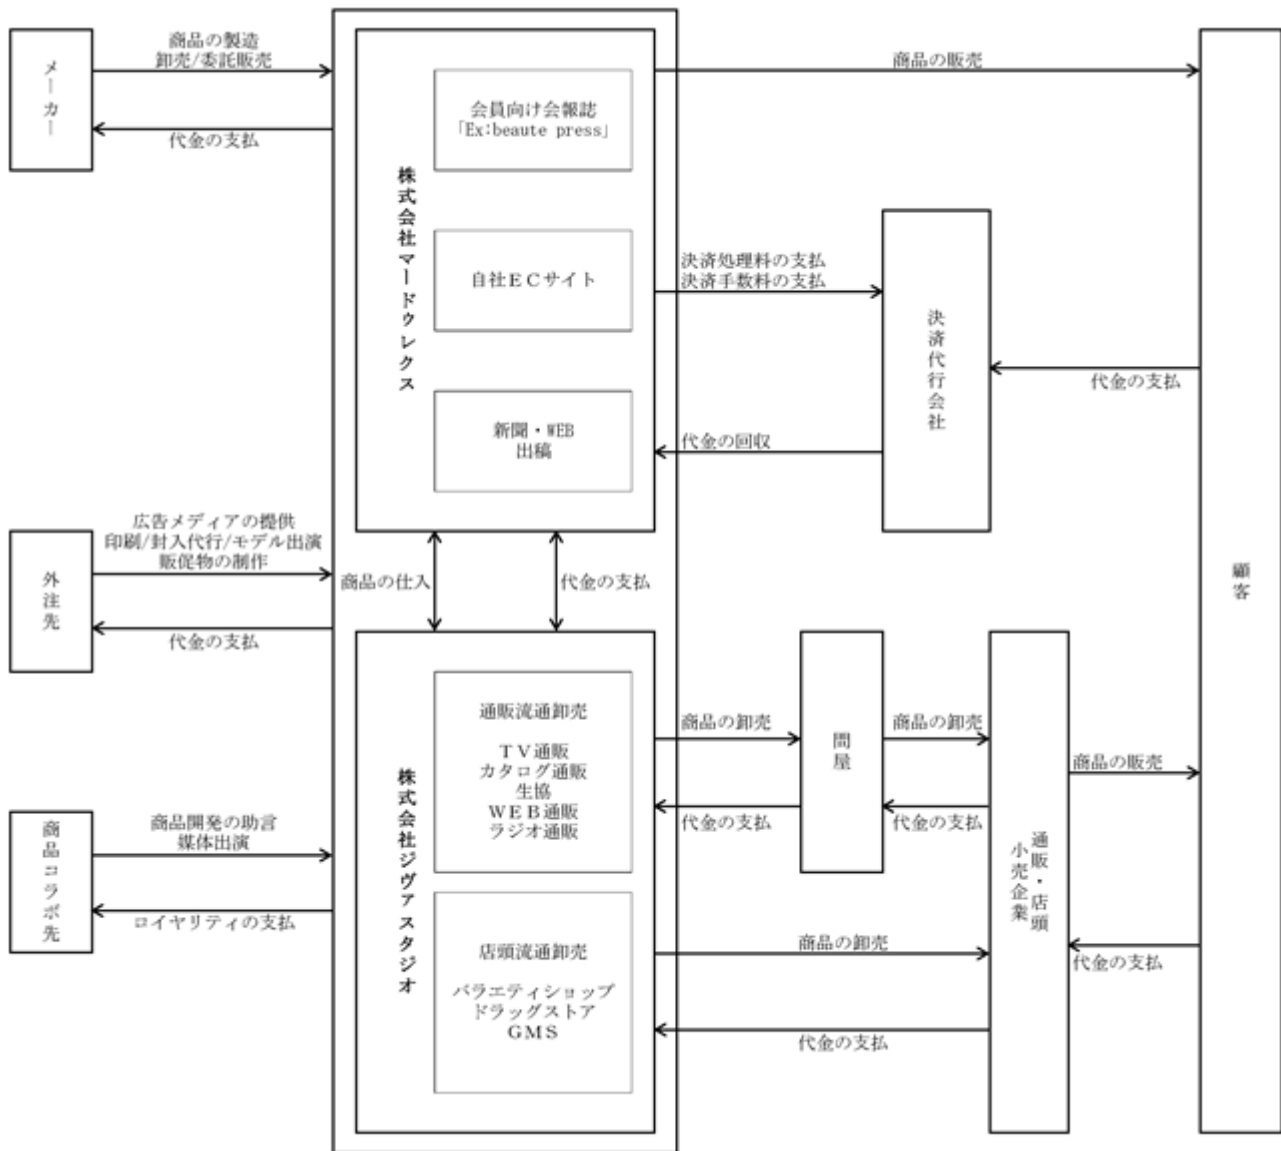 メーカー
商品の製造
卸売/委託販売
代金の支払
株式会社マードゥレクス
会員向け会報誌
「Ex:beaute press」
自社ＥＣサイト
新聞・WEB
出稿
商品の販売
決済処理料の支払
決済手数料の支払
代金の回収
決済代行会社
代金の支払
顧客
外注先
広告メディアの提供
印刷/封入代行/モデル出演
販促物の制作
代金の支払
商品の仕入
代金の支払
商品コラボ先
商品開発の助言
媒体出演
ロイヤリティの支払
株式会社ジヴァスタジオ
通販流通卸売
ＴＶ通販
カタログ通販
生協
ＷＥＢ通販
ラジオ通販
店頭流通卸売
バラエティショップ
ドラッグストア
ＧＭＳ
商品の卸売
代金の支払
問屋
商品の卸売
代金の支払
商品の卸売
代金の支払
通販・店頭
小売企業
商品の販売
代金の支払